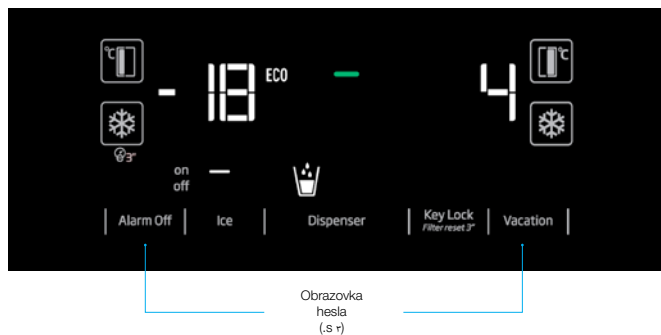 °C °C
- 18 ECO 4
3"
on
off
Alarm Off Ice Dispenser Key Lock Vacation
Filter reset 3"
Obrazovka
hesla
(.s ٣)